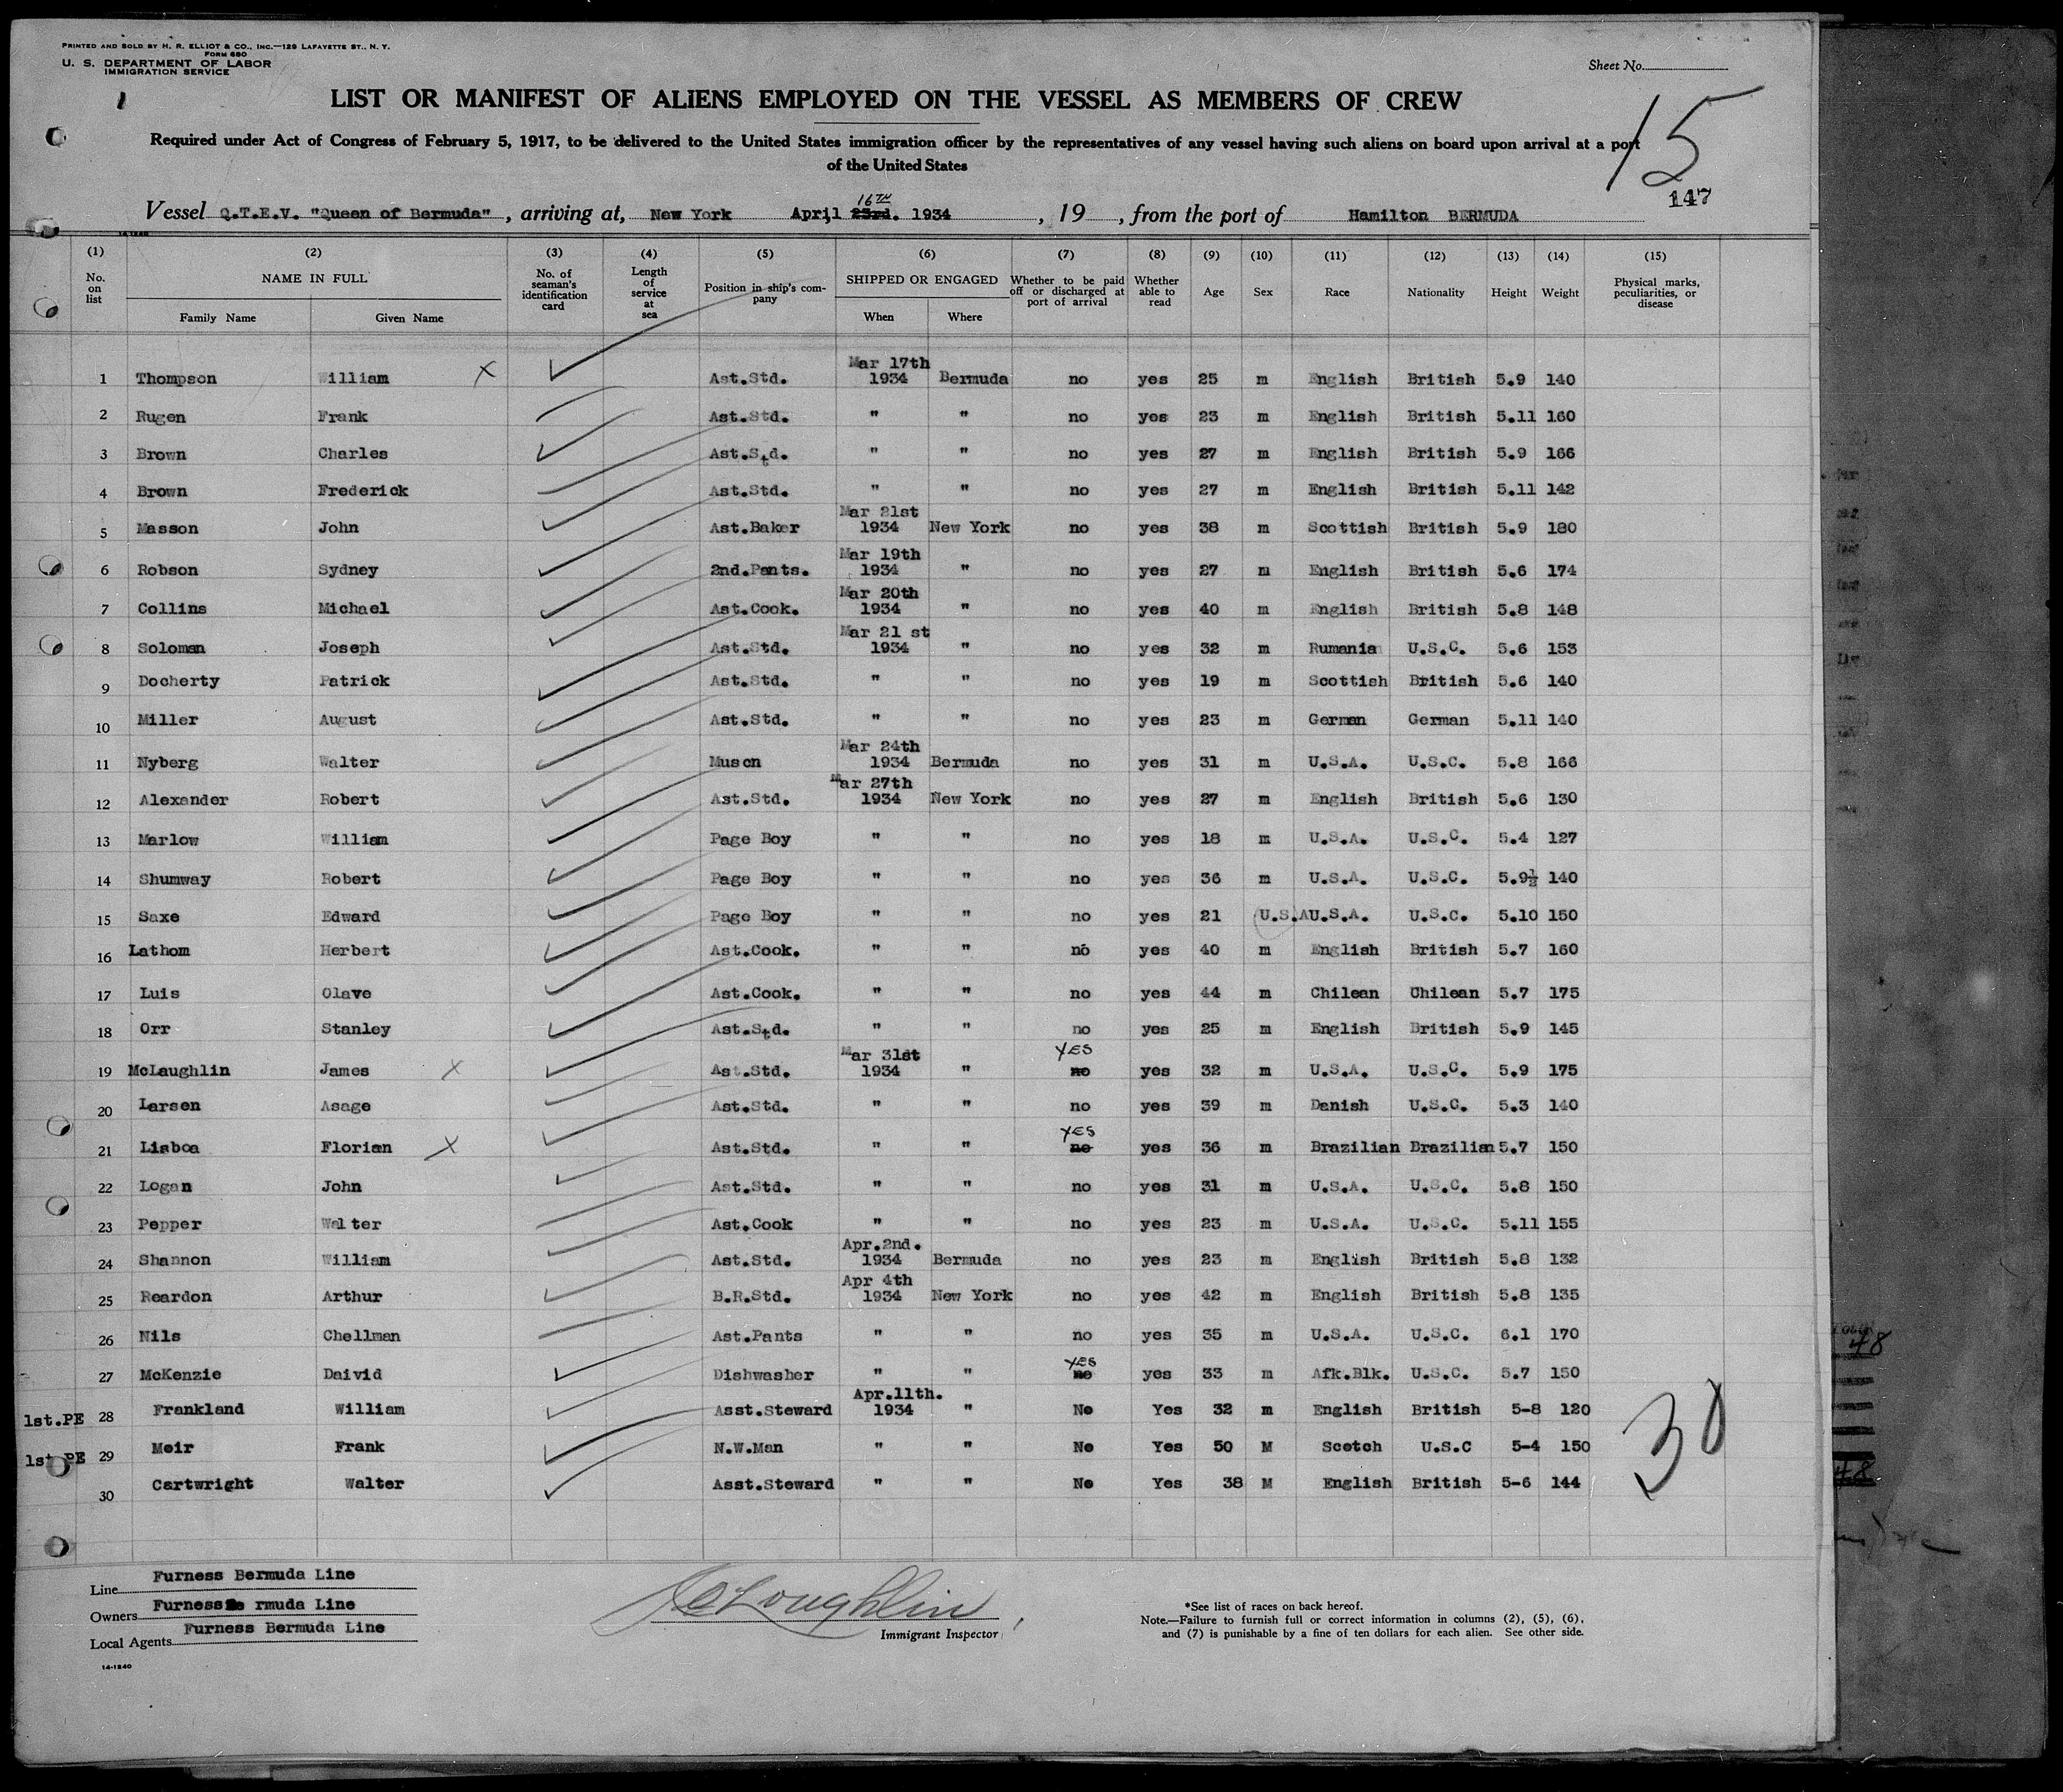 PRINTED AND SOLD BY H. R. ELLIOT & CO., INC.—129 LAFAYETTE ST., N. Y.
FORM 680
U. S. DEPARTMENT OF LABOR
IMMIGRATION SERVICE
Sheet No.
LIST OR MANIFEST OF ALIENS EMPLOYED ON THE VESSEL AS MEMBERS OF CREW
15
Required under Act of Congress of February 5, 1917, to be delivered to the United States immigration officer by the representatives of any vessel having such aliens on board upon arrival at a port
of the United States
147
16TH
Vessel Q.T.E.V. "Queen of Bermuda", arriving at, New York April 23rd. 1934, 19, from the port of Hamilton BERMUDA
14-1240
(1) (2) (3) (4) (5) (6) (7) (8) (9) (10) (11) (12) (13) (14) (15)
No. on list NAME IN FULL Family Name Given Name No. of seaman's identification card Length of service at sea Position in ship's company SHIPPED OR ENGAGED When Where Whether to be paid off or discharged at port of arrival Whether able to read Age Sex Race Nationality Height Weight Physical marks, peculiarities, or disease
1 Thompson William X Ast.Std. Mar 17th 1934 Bermuda no yes 25 m English British 5.9 140
2 Rugen Frank Ast.Std. " " no yes 23 m English British 5.11 160
3 Brown Charles Ast.Std. " " no yes 27 m English British 5.9 166
4 Brown Frederick Ast.Std. " " no yes 27 m English British 5.11 142
5 Masson John Ast.Baker Mar 21st 1934 New York no yes 38 m Scottish British 5.9 180
6 Robson Sydney 2nd.Pants. Mar 19th 1934 " no yes 27 m English British 5.6 174
7 Collins Michael Ast.Cook. Mar 20th 1934 " no yes 40 m English British 5.8 148
8 Soloman Joseph Ast.Std. Mar 21 st 1934 " no yes 32 m Rumania U.S.C. 5.6 153
9 Docherty Patrick Ast.Std. " " no yes 19 m Scottish British 5.6 140
10 Miller August Ast.Std. " " no yes 23 m German German 5.11 140
11 Nyberg Walter Muscn Mar 24th 1934 Bermuda no yes 31 m U.S.A. U.S.C. 5.8 166
12 Alexander Robert Ast.Std. Mar 27th 1934 New York no yes 27 m English British 5.6 130
13 Marlow William Page Boy " " no yes 18 m U.S.A. U.S.C. 5.4 127
14 Shumway Robert Page Boy " " no yes 36 m U.S.A. U.S.C. 5.9½ 140
15 Saxe Edward Page Boy " " no yes 21 U.S.A U.S.A. U.S.C. 5.10 150
16 Lathom Herbert Ast.Cook. " " no yes 40 m English British 5.7 160
17 Luis Olave Ast.Cook. " " no yes 44 m Chilean Chilean 5.7 175
18 Orr Stanley Ast.Std. " " no yes 25 m English British 5.9 145
19 McLaughlin James X Ast.Std. Mar 31st 1934 " YES no yes 32 m U.S.A. U.S.C. 5.9 175
20 Larsen Asage Ast.Std. " " no yes 39 m Danish U.S.C. 5.3 140
21 Lisboa Florian X Ast.Std. " " YES no yes 36 m Brazilian Brazilian 5.7 150
22 Logan John Ast.Std. " " no yes 31 m U.S.A. U.S.C. 5.8 150
23 Pepper Walter Ast.Cook " " no yes 23 m U.S.A. U.S.C. 5.11 155
24 Shannon William Ast.Std. Apr.2nd. 1934 Bermuda no yes 23 m English British 5.8 132
25 Reardon Arthur B.R.Std. Apr 4th 1934 New York no yes 42 m English British 5.8 135
26 Nils Chellman Ast.Pants " " no yes 35 m U.S.A. U.S.C. 6.1 170
27 McKenzie Daivid Dishwasher " " YES no yes 33 m Afk.Blk. U.S.C. 5.7 150
1st.PE 28 Frankland William Asst.Steward Apr.11th. 1934 " No Yes 32 m English British 5-8 120
1st.PE 29 Moir Frank N.W.Man " " No Yes 50 M Scotch U.S.C 5-4 150
30 Cartwright Walter Asst.Steward " " No Yes 38 M English British 5-6 144
30
48
48
Line Furness Bermuda Line
Owners Furness rmuda Line
Local Agents Furness Bermuda Line
14-1240
Immigrant Inspector
*See list of races on back hereof.
Note.—Failure to furnish full or correct information in columns (2), (5), (6),
and (7) is punishable by a fine of ten dollars for each alien. See other side.